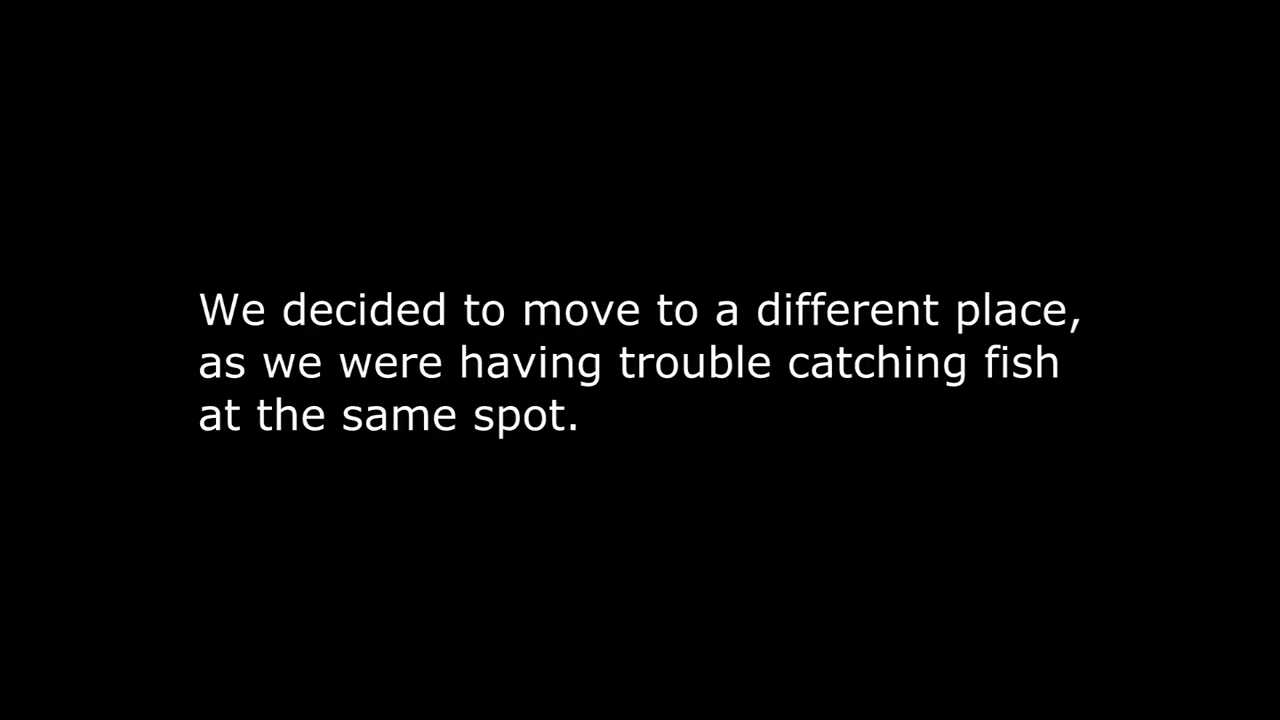 We decided to move to a different place,
as we were having trouble catching fish
at the same spot.